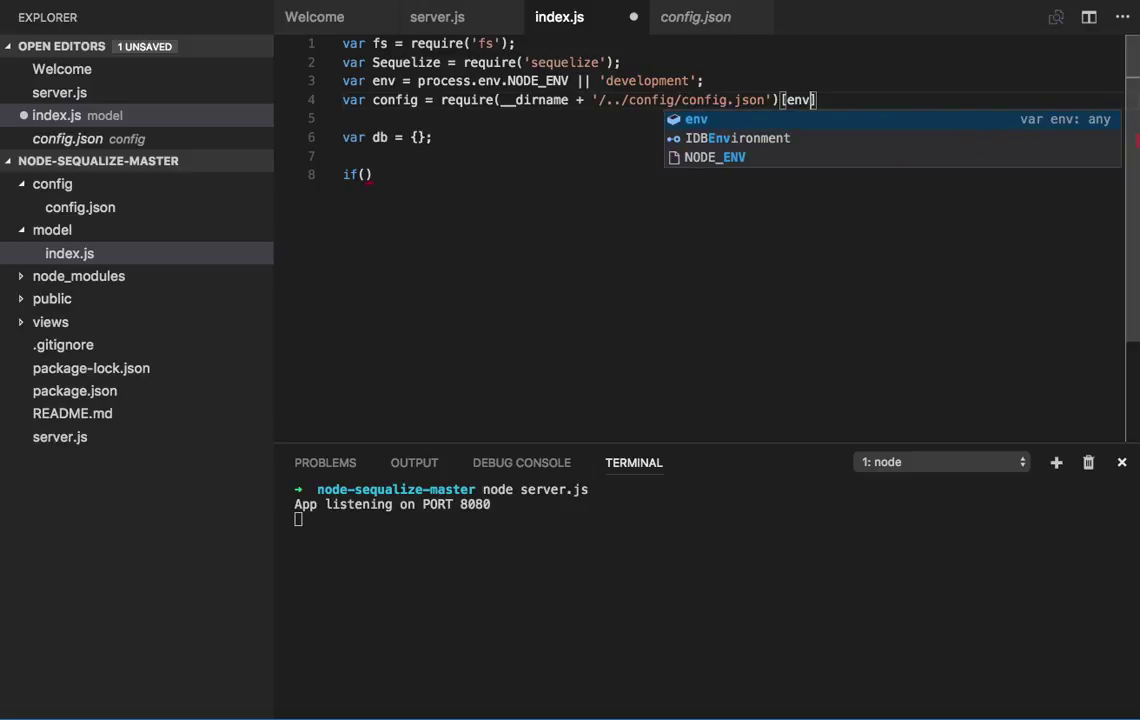 EXPLORER
Welcome
server.js
index.js
config.json
OPEN EDITORS 1 UNSAVED
Welcome
server.js
index.js model
config.json config
NODE-SEQUALIZE-MASTER
config
config.json
model
index.js
node_modules
public
views
.gitignore
package-lock.json
package.json
README.md
server.js
1 var fs = require('fs');
2 var Sequelize = require('sequelize');
3 var env = process.env.NODE_ENV || 'development';
4 var config = require(__dirname + '/../config/config.json')[env]
5
6 var db = {};
7
8 if()
env var env: any
IDBEnvironment
NODE_ENV
PROBLEMS OUTPUT DEBUG CONSOLE TERMINAL 1: node
➜ node-sequalize-master node server.js
App listening on PORT 8080